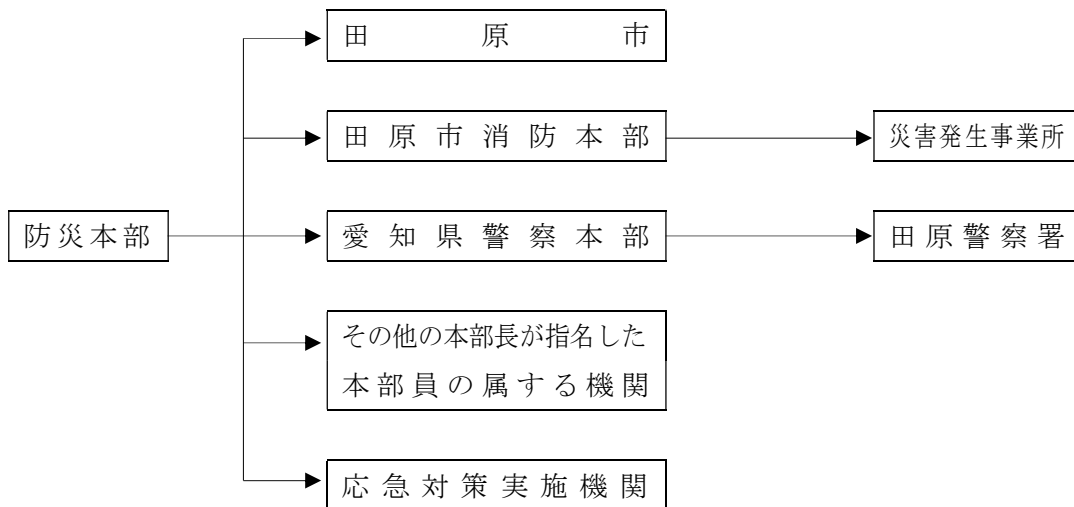 田原市
田原市消防本部
災害発生事業所
防災本部
愛知県警察本部
田原警察署
その他の本部長が指名した
本部員の属する機関
応急対策実施機関